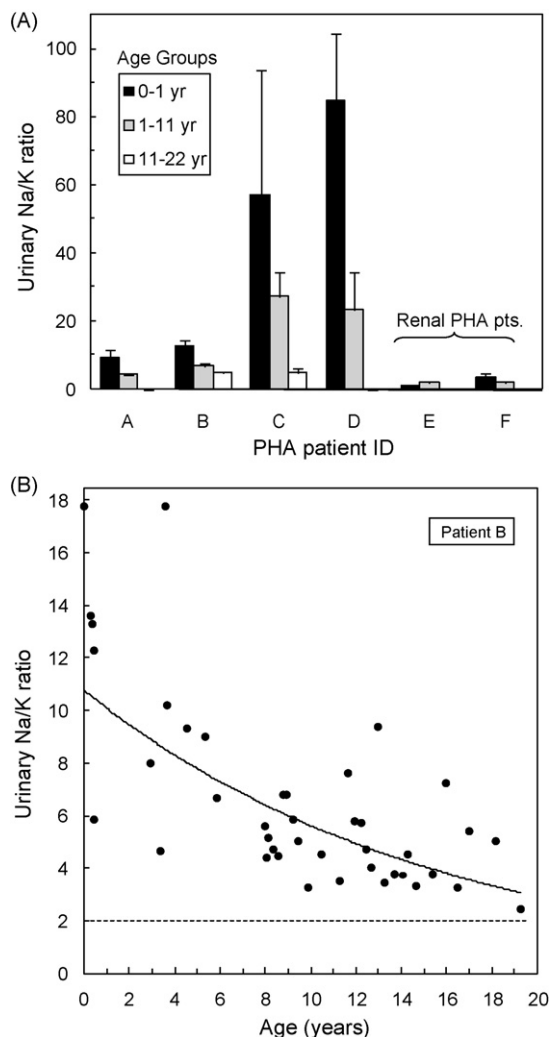 (A)
Urinary Na/K ratio
100
80
60
40
20
0
Age Groups
0-1 yr
1-11 yr
11-22 yr
Renal PHA pts.
A B C D E F
PHA patient ID
(B)
Urinary Na/K ratio
18
16
14
12
10
8
6
4
2
0
Patient B
0 2 4 6 8 10 12 14 16 18 20
Age (years)